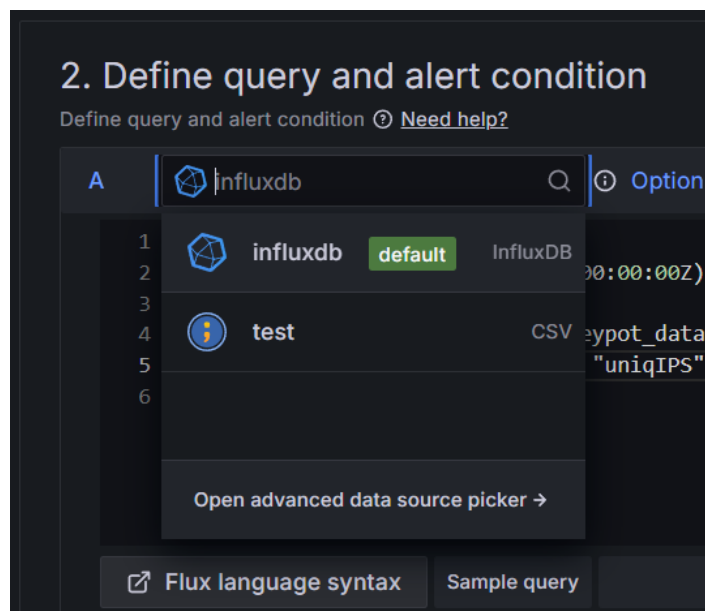 2. Define query and alert condition
Define query and alert condition Need help?
A influxdb Option
1
influxdb default InfluxDB
2 00:00:00Z)
3
test CSV
4 eypot_data
5 "uniqIPS"
6
Open advanced data source picker →
Flux language syntax Sample query